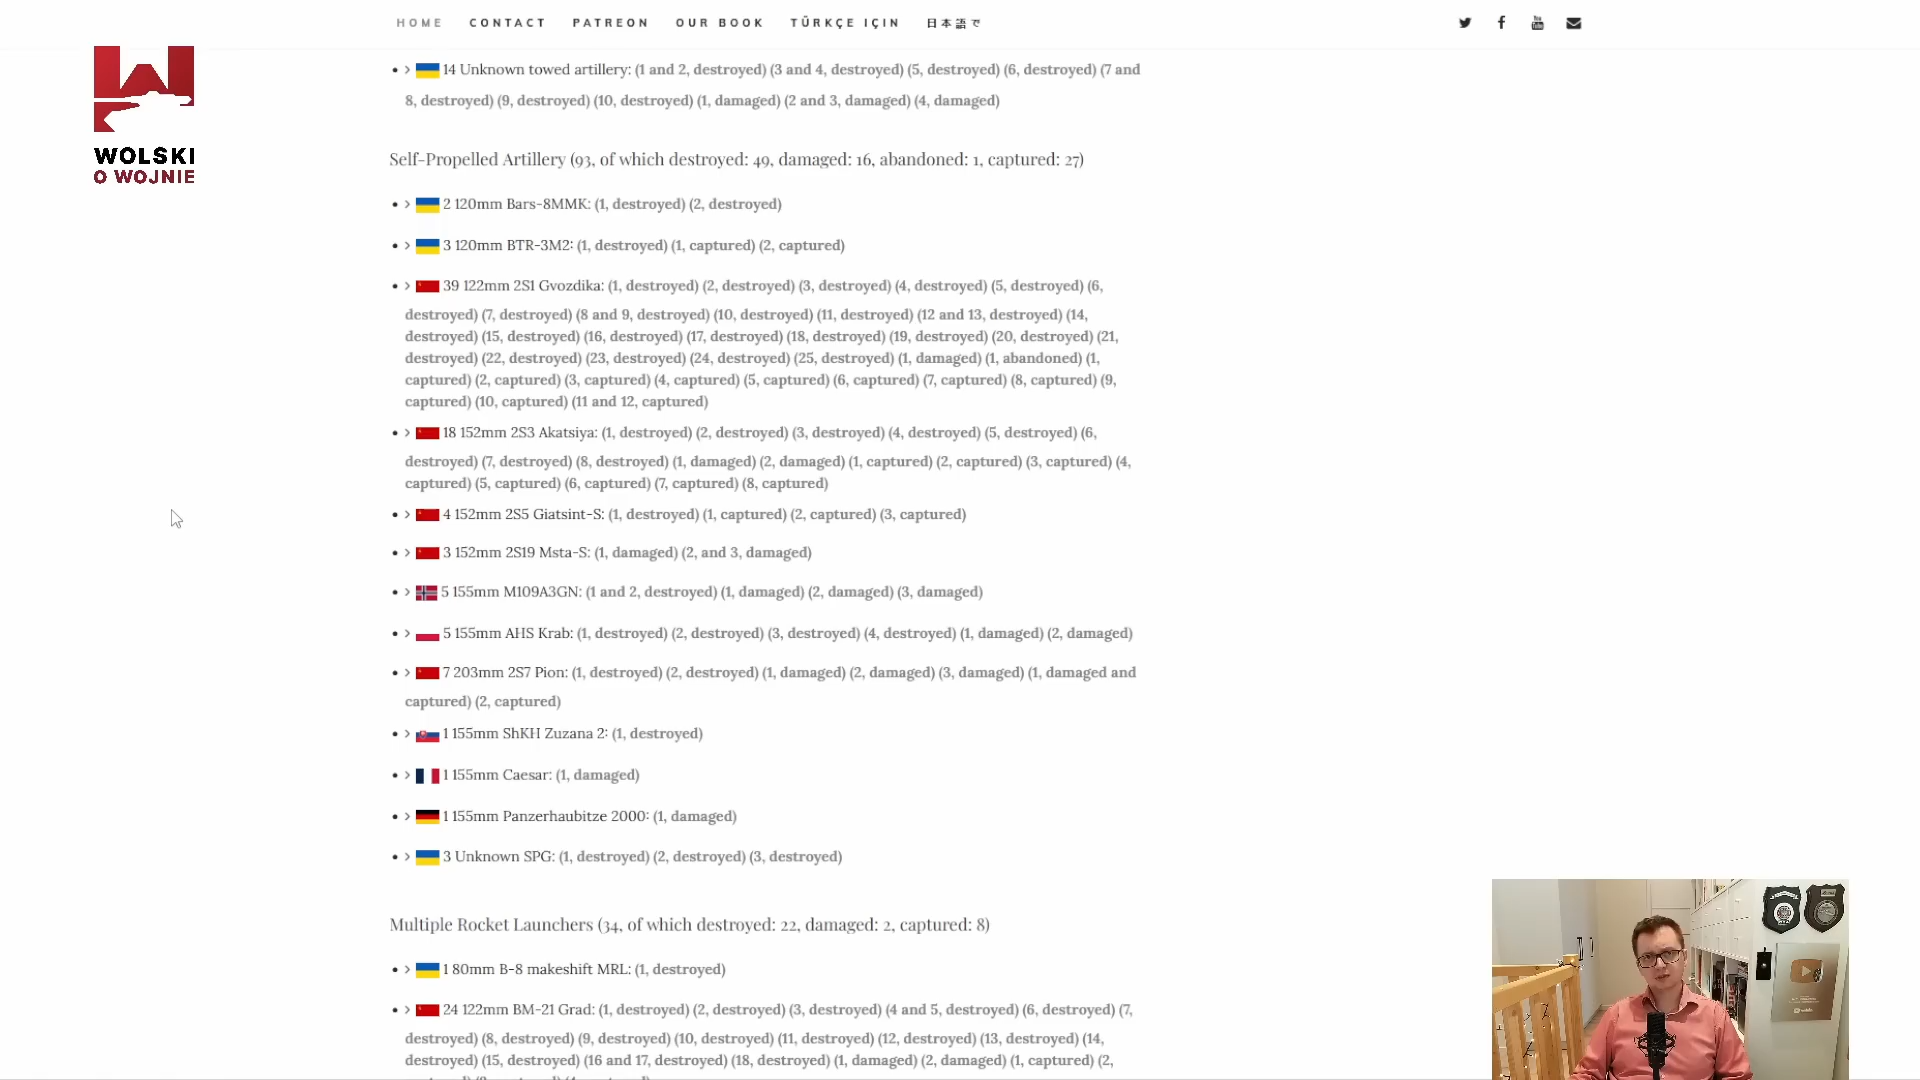 HOME CONTACT PATREON OUR BOOK TÜRKÇE IÇIN 日本語で
WOLSKI
O WOJNIE
14 Unknown towed artillery: (1 and 2, destroyed) (3 and 4, destroyed) (5, destroyed) (6, destroyed) (7 and
8, destroyed) (9, destroyed) (10, destroyed) (1, damaged) (2 and 3, damaged) (4, damaged)
Self-Propelled Artillery (93, of which destroyed: 49, damaged: 16, abandoned: 1, captured: 27)
2 120mm Bars-8MMK: (1, destroyed) (2, destroyed)
3 120mm BTR-3M2: (1, destroyed) (1, captured) (2, captured)
39 122mm 2S1 Gvozdika: (1, destroyed) (2, destroyed) (3, destroyed) (4, destroyed) (5, destroyed) (6,
destroyed) (7, destroyed) (8 and 9, destroyed) (10, destroyed) (11, destroyed) (12 and 13, destroyed) (14,
destroyed) (15, destroyed) (16, destroyed) (17, destroyed) (18, destroyed) (19, destroyed) (20, destroyed) (21,
destroyed) (22, destroyed) (23, destroyed) (24, destroyed) (25, destroyed) (1, damaged) (1, abandoned) (1,
captured) (2, captured) (3, captured) (4, captured) (5, captured) (6, captured) (7, captured) (8, captured) (9,
captured) (10, captured) (11 and 12, captured)
18 152mm 2S3 Akatsiya: (1, destroyed) (2, destroyed) (3, destroyed) (4, destroyed) (5, destroyed) (6,
destroyed) (7, destroyed) (8, destroyed) (1, damaged) (2, damaged) (1, captured) (2, captured) (3, captured) (4,
captured) (5, captured) (6, captured) (7, captured) (8, captured)
4 152mm 2S5 Giatsint-S: (1, destroyed) (1, captured) (2, captured) (3, captured)
3 152mm 2S19 Msta-S: (1, damaged) (2, and 3, damaged)
5 155mm M109A3GN: (1 and 2, destroyed) (1, damaged) (2, damaged) (3, damaged)
5 155mm AHS Krab: (1, destroyed) (2, destroyed) (3, destroyed) (4, destroyed) (1, damaged) (2, damaged)
7 203mm 2S7 Pion: (1, destroyed) (2, destroyed) (1, damaged) (2, damaged) (3, damaged) (1, damaged and
captured) (2, captured)
1 155mm ShKH Zuzana 2: (1, destroyed)
1 155mm Caesar: (1, damaged)
1 155mm Panzerhaubitze 2000: (1, damaged)
3 Unknown SPG: (1, destroyed) (2, destroyed) (3, destroyed)
Multiple Rocket Launchers (34, of which destroyed: 22, damaged: 2, captured: 8)
1 80mm B-8 makeshift MRL: (1, destroyed)
24 122mm BM-21 Grad: (1, destroyed) (2, destroyed) (3, destroyed) (4 and 5, destroyed) (6, destroyed) (7,
destroyed) (8, destroyed) (9, destroyed) (10, destroyed) (11, destroyed) (12, destroyed) (13, destroyed) (14,
destroyed) (15, destroyed) (16 and 17, destroyed) (18, destroyed) (1, damaged) (2, damaged) (1, captured) (2,